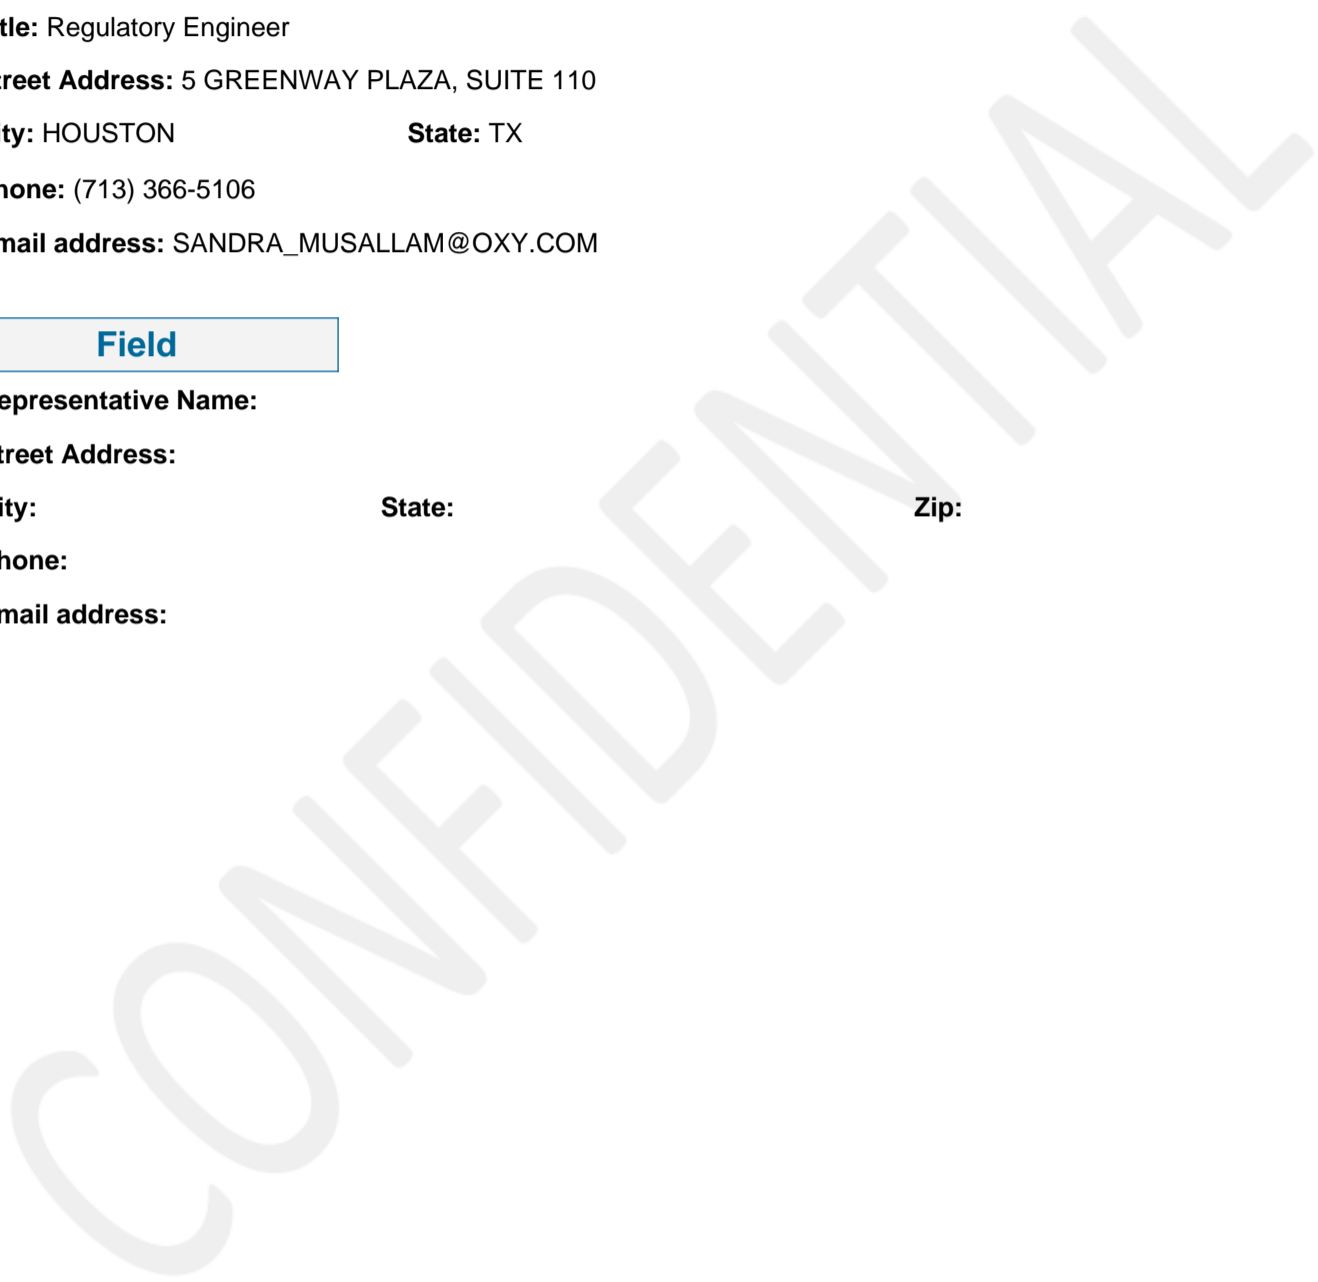 tle: Regulatory Engineer
treet Address: 5 GREENWAY PLAZA, SUITE 110
ity: HOUSTON State: TX
hone: (713) 366-5106
mail address: SANDRA_MUSALLAM@OXY.COM
Field
epresentative Name:
treet Address:
ity: State: Zip:
hone:
mail address:
CONFIDENTIAL